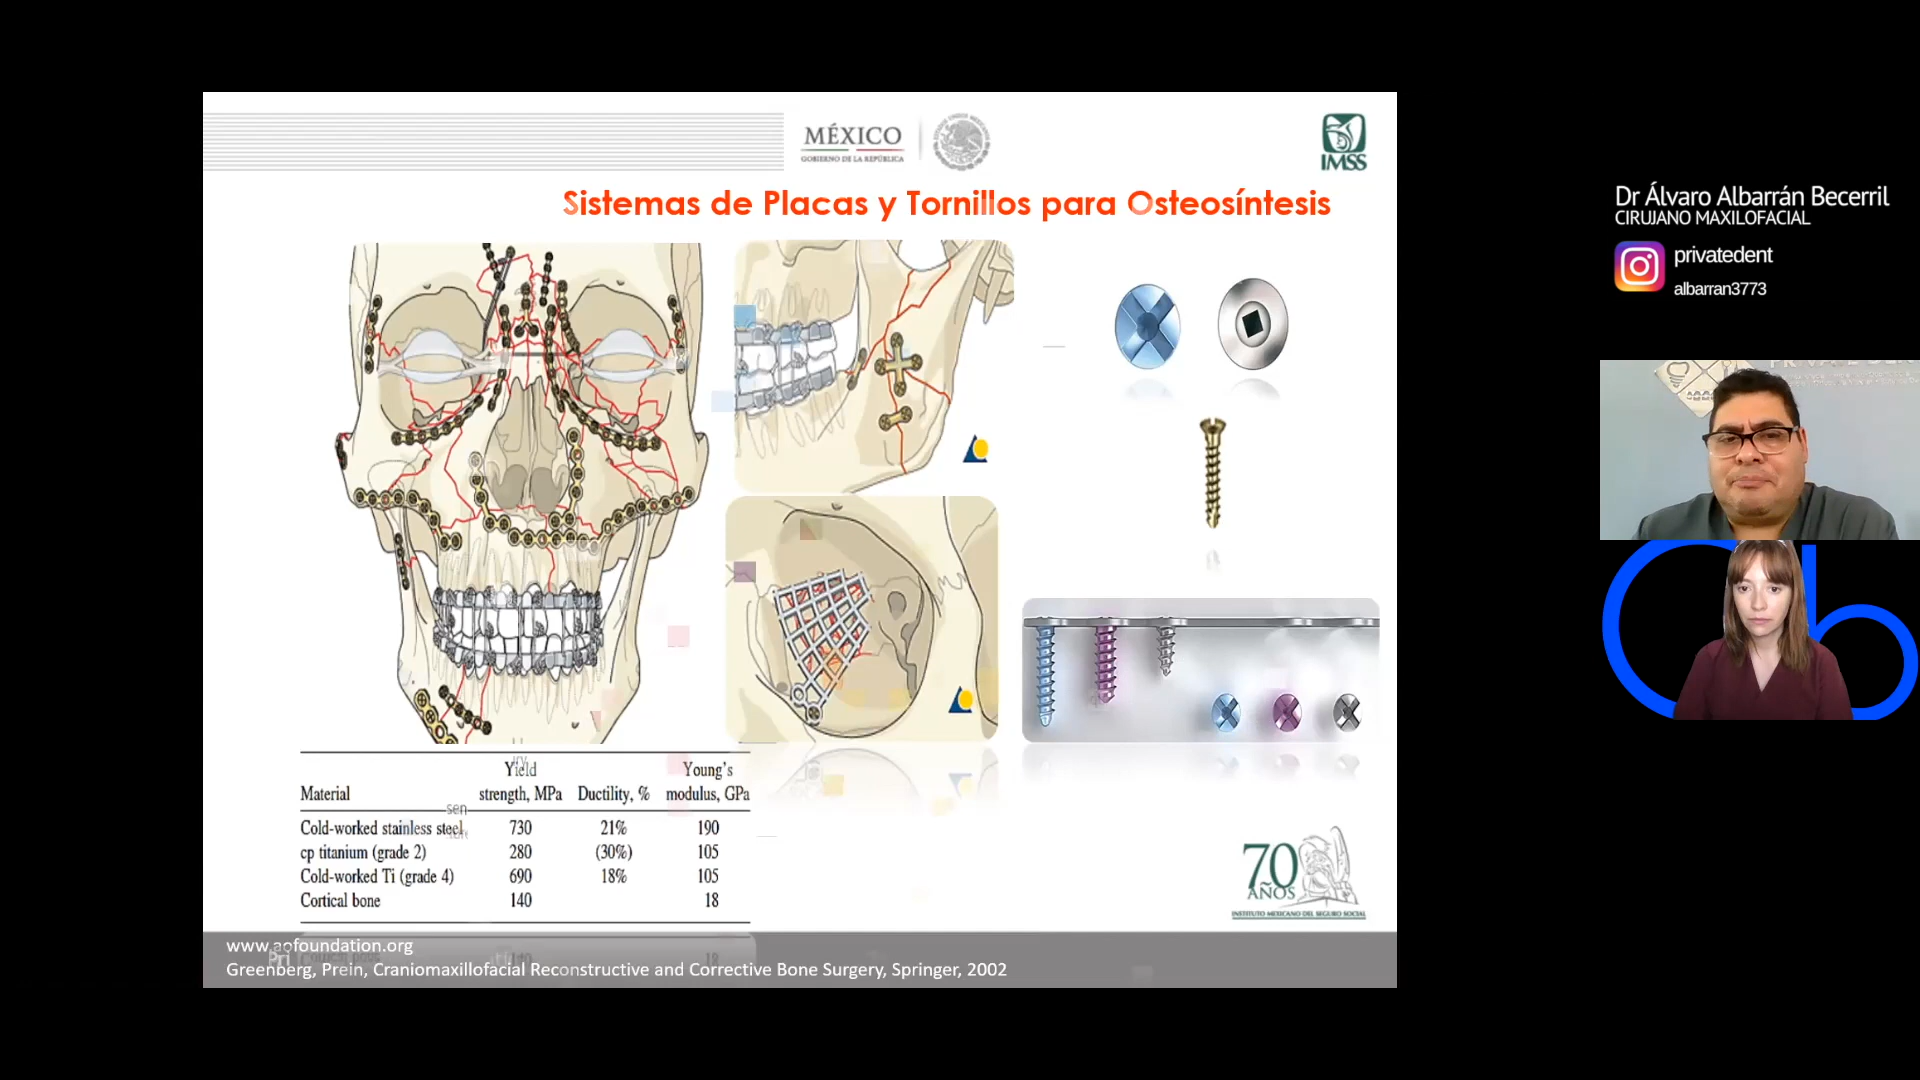 MÉXICO
GOBIERNO DE LA REPÚBLICA
IMSS
Sistemas de Placas y Tornillos para Osteosíntesis
Dr Álvaro Albarrán Becerril
CIRUJANO MAXILOFACIAL
privatedent
albarran3773
Material Yield strength, MPa Ductility, % Young's modulus, GPa
Cold-worked stainless steel 730 21% 190
cp titanium (grade 2) 280 (30%) 105
Cold-worked Ti (grade 4) 690 18% 105
Cortical bone 140 18
70
AÑOS
INSTITUTO MEXICANO DEL SEGURO SOCIAL
www.aofoundation.org
Greenberg, Prein, Craniomaxillofacial Reconstructive and Corrective Bone Surgery, Springer, 2002